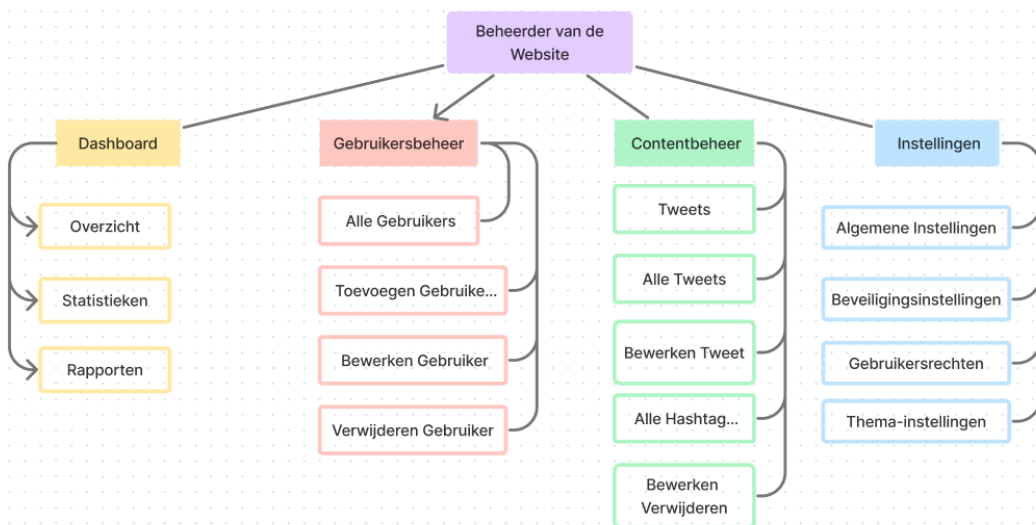 Beheerder van de
Website
Dashboard
Gebruikersbeheer
Contentbeheer
Instellingen
Overzicht
Statistieken
Rapporten
Alle Gebruikers
Toevoegen Gebruike...
Bewerken Gebruiker
Verwijderen Gebruiker
Tweets
Alle Tweets
Bewerken Tweet
Alle Hashtag...
Bewerken
Verwijderen
Algemene Instellingen
Beveiligingsinstellingen
Gebruikersrechten
Thema-instellingen